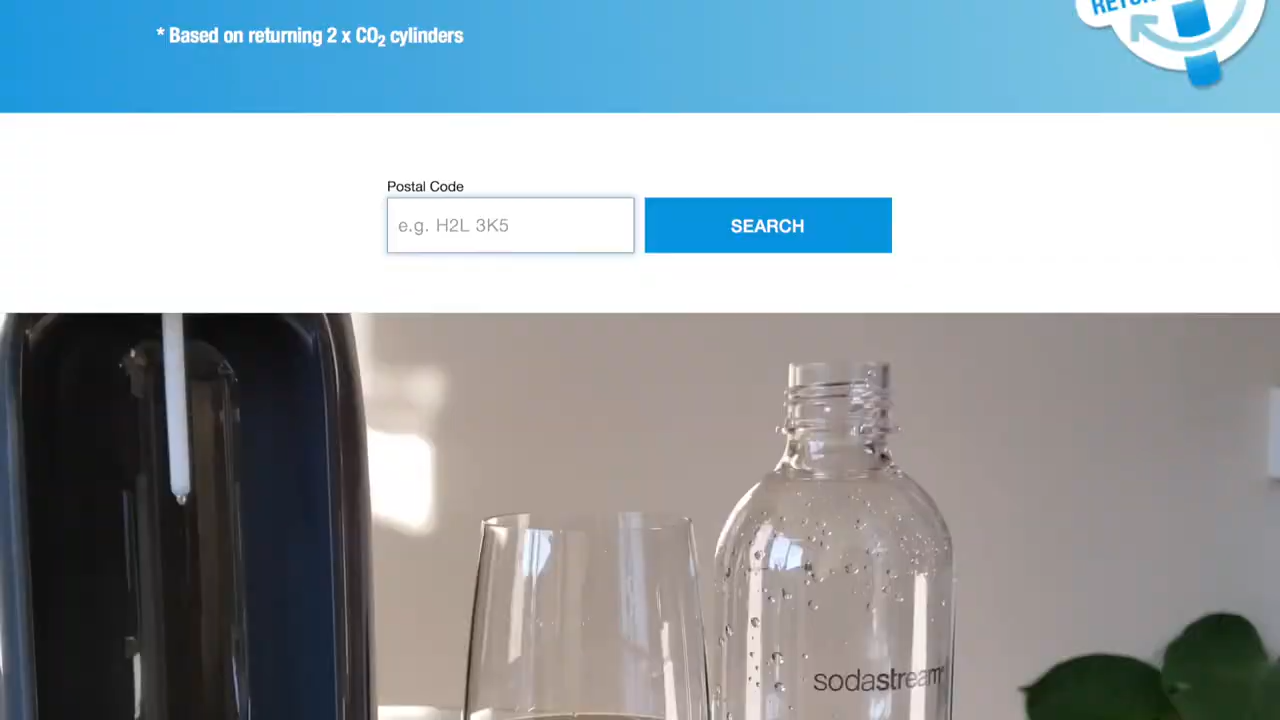 * Based on returning 2 x CO₂ cylinders
Postal Code
e.g. H2L 3K5
SEARCH
sodastream